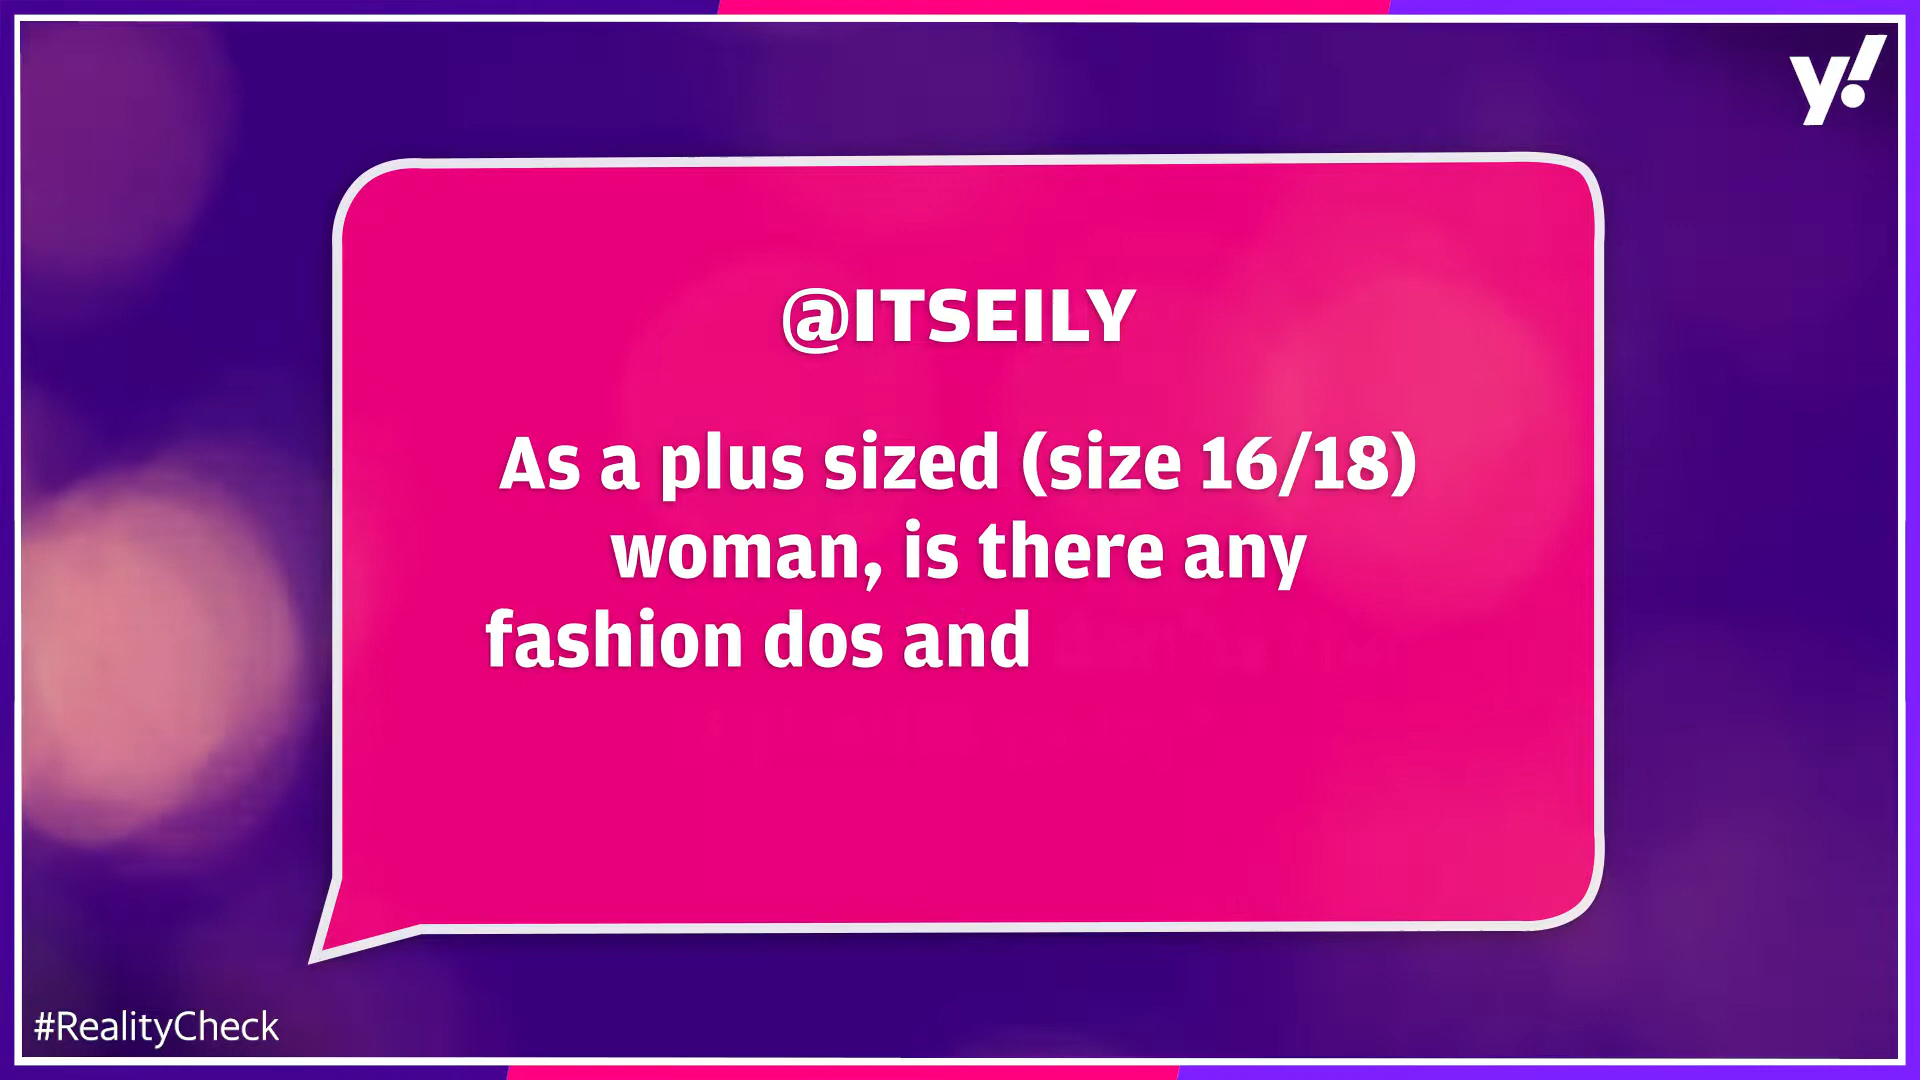 y!
@ITSEILY
As a plus sized (size 16/18)
woman, is there any
fashion dos and
#RealityCheck